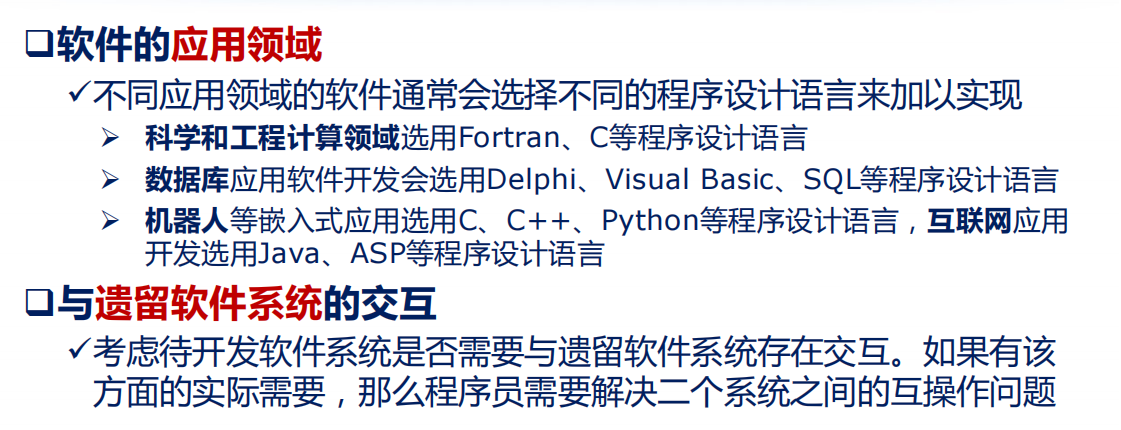 ❑软件的应用领域
✓不同应用领域的软件通常会选择不同的程序设计语言来加以实现
➢ 科学和工程计算领域选用Fortran、C等程序设计语言
➢ 数据库应用软件开发会选用Delphi、Visual Basic、SQL等程序设计语言
➢ 机器人等嵌入式应用选用C、C++、Python等程序设计语言，互联网应用
开发选用Java、ASP等程序设计语言
❑与遗留软件系统的交互
✓考虑待开发软件系统是否需要与遗留软件系统存在交互。如果有该
方面的实际需要，那么程序员需要解决二个系统之间的互操作问题